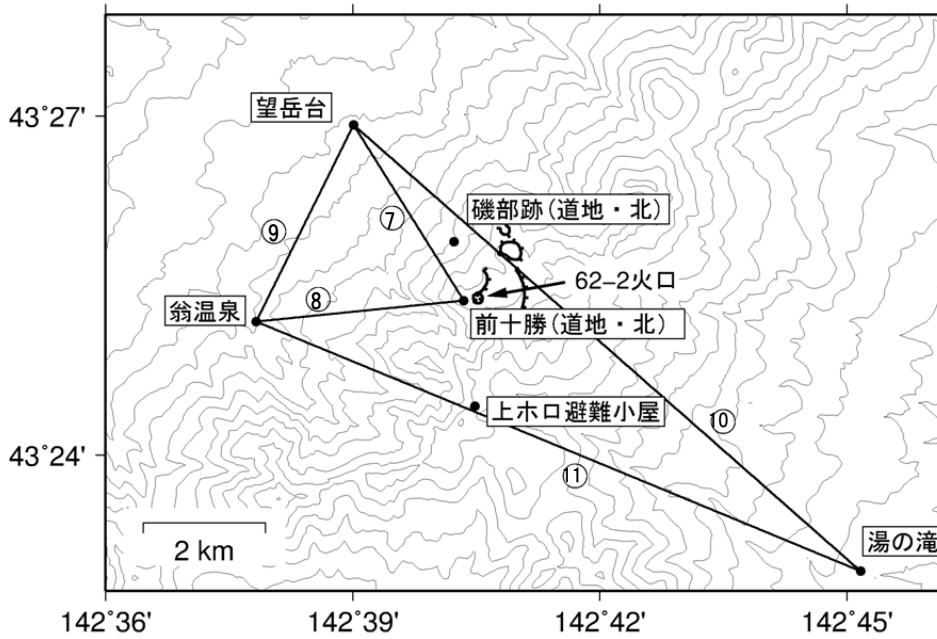 43°27'
望岳台
磯部跡(道地・北)
⑦
⑨
62-2火口
⑧
翁温泉
前十勝(道地・北)
上ホロ避難小屋
⑩
43°24'
⑪
2 km
湯の滝
142°36'
142°39'
142°42'
142°45'